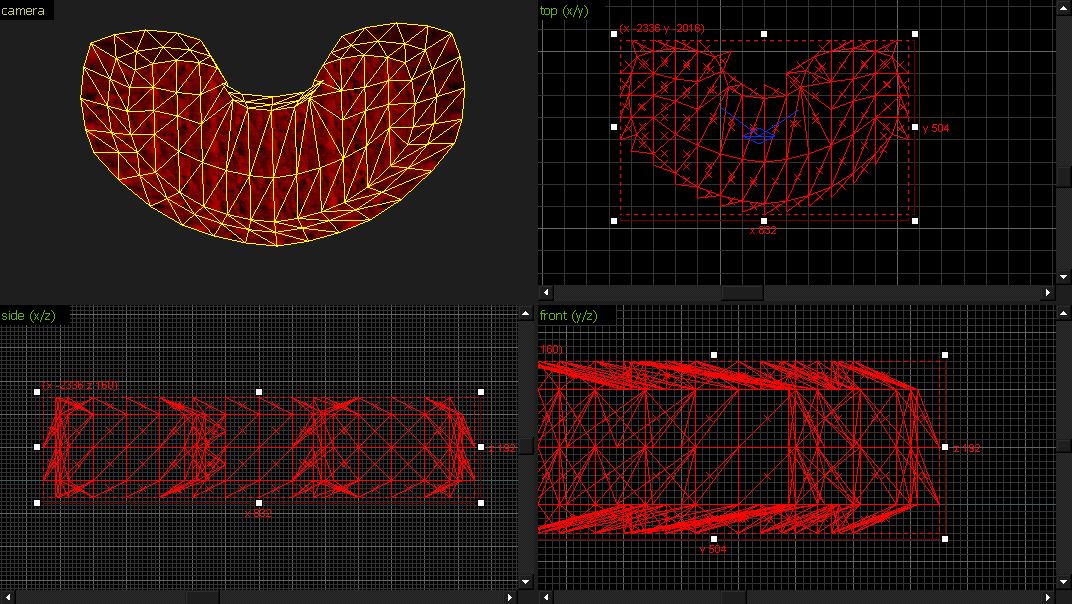 camera
top (x/y)
(x -2336 y -2016)
y 504
x 832
side (x/z)
(x -2336 z 160)
z 192
x 832
front (y/z)
160)
z 192
y 504